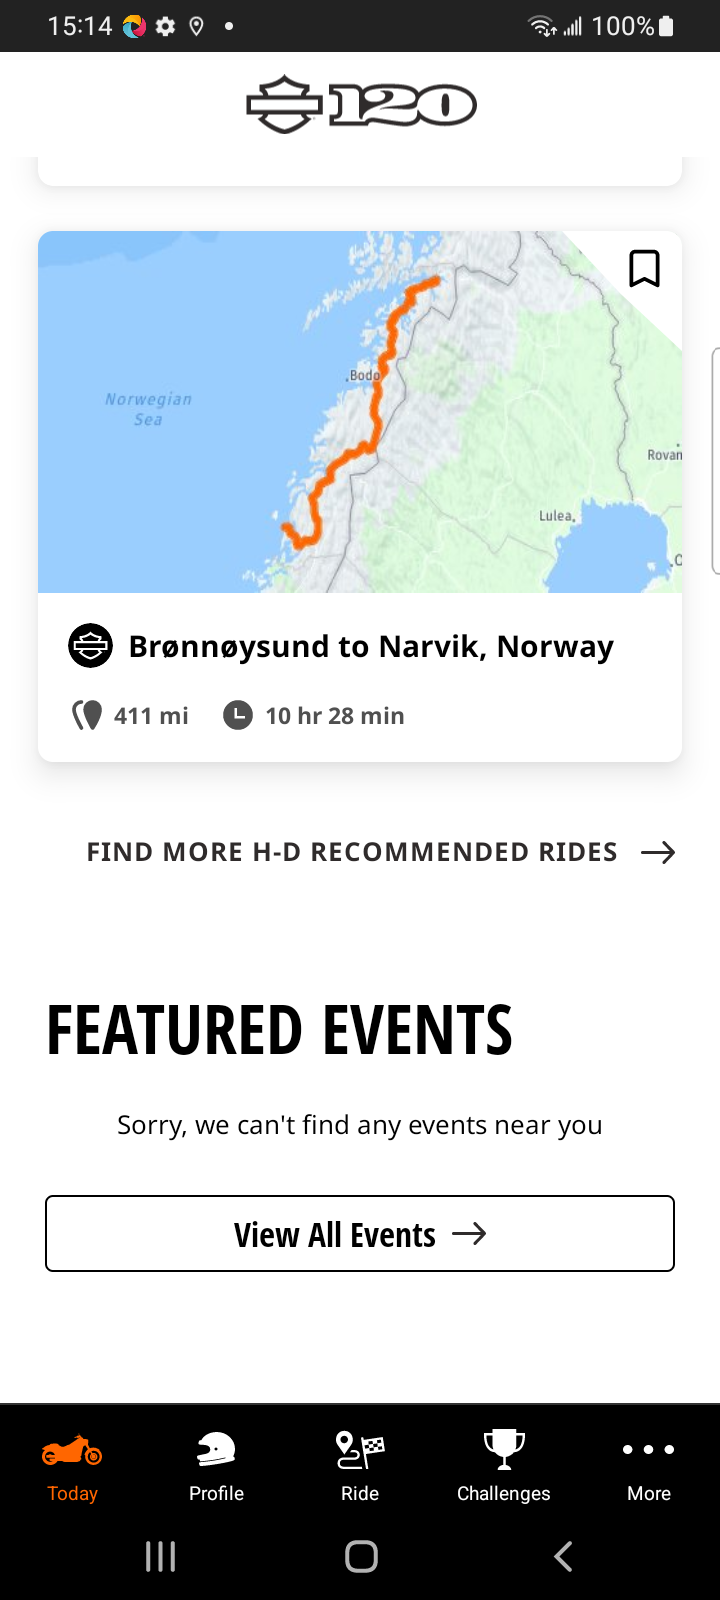 15:14
100%
120
Norwegian
Sea
Bodo
Rovan
Lulea
Brønnøysund to Narvik, Norway
411 mi
10 hr 28 min
FIND MORE H-D RECOMMENDED RIDES
FEATURED EVENTS
Sorry, we can't find any events near you
View All Events
Today
Profile
Ride
Challenges
More